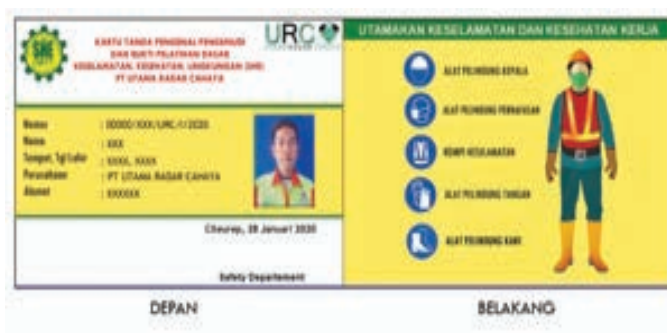 SHE
KARTU TANDA PENGENAL PENGEMUDI
DAN BUKTI PELATIHAN DASAR
KESELAMATAN, KESEHATAN, LINGKUNGAN (SHE)
PT UTAMA RADAR CAHAYA
URC
Nomor : 00000/XXX/URC-I/2020
Nama : XXX
Tempat, Tgl Lahir : XXXX, XXXX
Perusahaan : PT UTAMA RADAR CAHAYA
Alamat : XXXXXX
Citeurep, 28 Januari 2020
Safety Departement
DEPAN
UTAMAKAN KESELAMATAN DAN KESEHATAN KERJA
ALAT PELINDUNG KEPALA
ALAT PELINDUNG PERNAFASAN
ROMPI KESELAMATAN
ALAT PELINDUNG TANGAN
ALAT PELINDUNG KAKI
BELAKANG